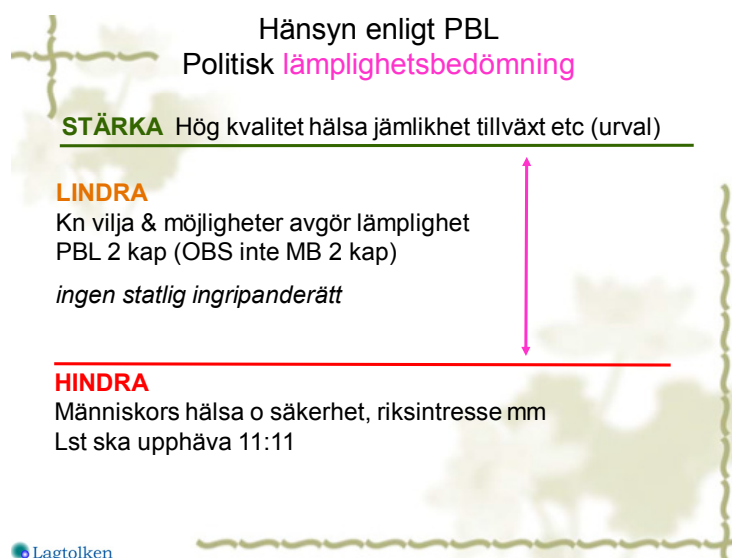 Hänsyn enligt PBL
Politisk lämplighetsbedömning
STÄRKA Hög kvalitet hälsa jämlikhet tillväxt etc (urval)
LINDRA
Kn vilja & möjligheter avgör lämplighet
PBL 2 kap (OBS inte MB 2 kap)
ingen statlig ingripanderätt
HINDRA
Människors hälsa o säkerhet, riksintresse mm
Lst ska upphäva 11:11
Lagtolken